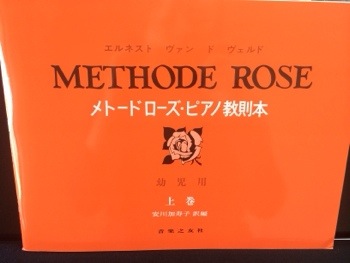 エルネスト ヴァン ド ヴェルド
METHODE ROSE
メトードローズ・ピアノ教則本
幼児用
上巻
安川加寿子訳編
音楽之友社